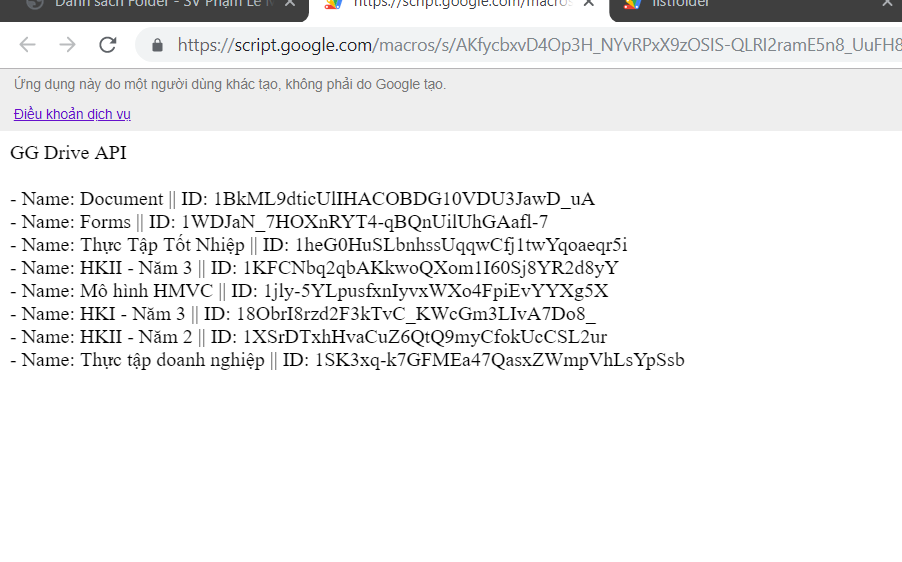 Danh sách Folder - SV Phạm Lê
https://script.google.com/macros
listfolder
https://script.google.com/macros/s/AKfycbxvD4Op3H_NYvRPxX9zOSIS-QLRI2ramE5n8_UuFH8
Ứng dụng này do một người dùng khác tạo, không phải do Google tạo.
Điều khoản dịch vụ
GG Drive API
- Name: Document || ID: 1BkML9dticUlIHACOBDG10VDU3JawD_uA
- Name: Forms || ID: 1WDJaN_7HOXnRYT4-qBQnUilUhGAafl-7
- Name: Thực Tập Tốt Nhiệp || ID: 1heG0HuSLbnhssUqqwCfj1twYqoaeqr5i
- Name: HKII - Năm 3 || ID: 1KFCNbq2qbAKkwoQXom1I60Sj8YR2d8yY
- Name: Mô hình HMVC || ID: 1jly-5YLpusfxnIyvxWXo4FpiEvYYXg5X
- Name: HKI - Năm 3 || ID: 18ObrI8rzd2F3kTvC_KWcGm3LIvA7Do8_
- Name: HKII - Năm 2 || ID: 1XSrDTxhHvaCuZ6QtQ9myCfokUcCSL2ur
- Name: Thực tập doanh nghiệp || ID: 1SK3xq-k7GFMEa47QasxZWmpVhLsYpSsb